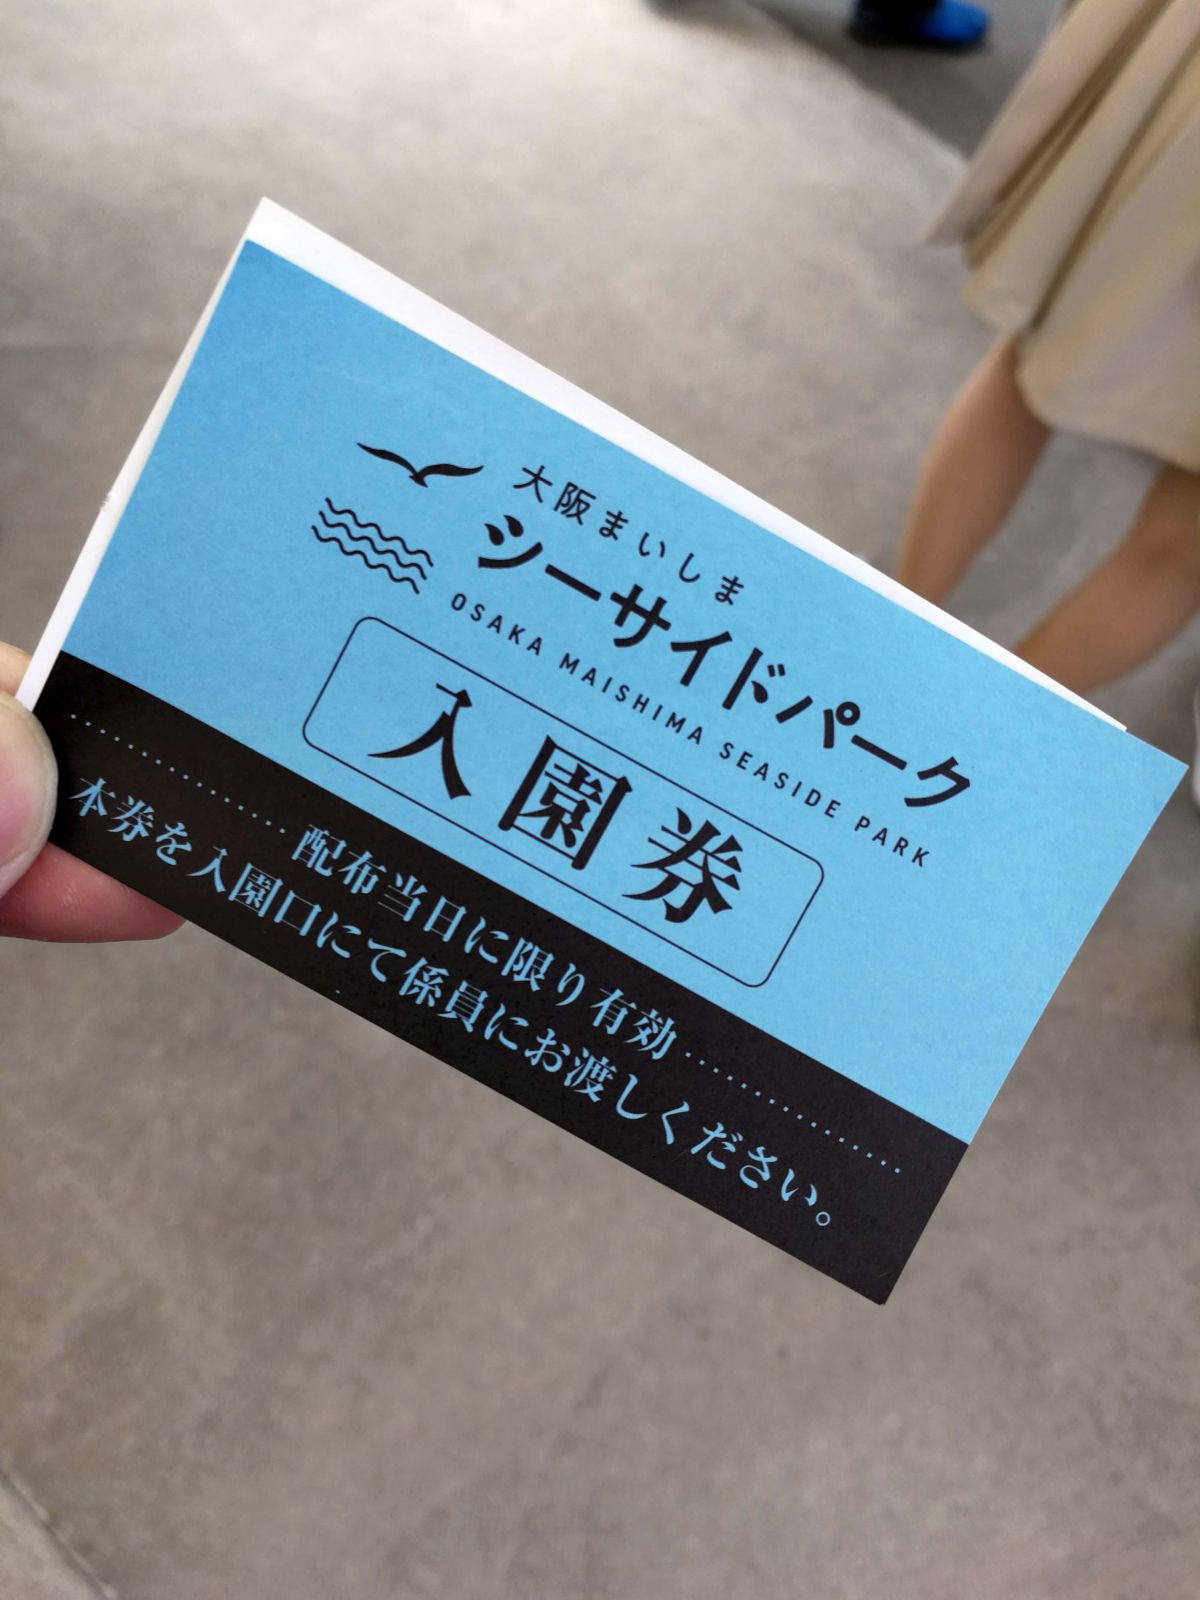 大阪まいしま
シーサイドパーク
OSAKA MAISHIMA SEASIDE PARK
入園券
配布当日に限り有効
本券を入園口にて係員にお渡しください。